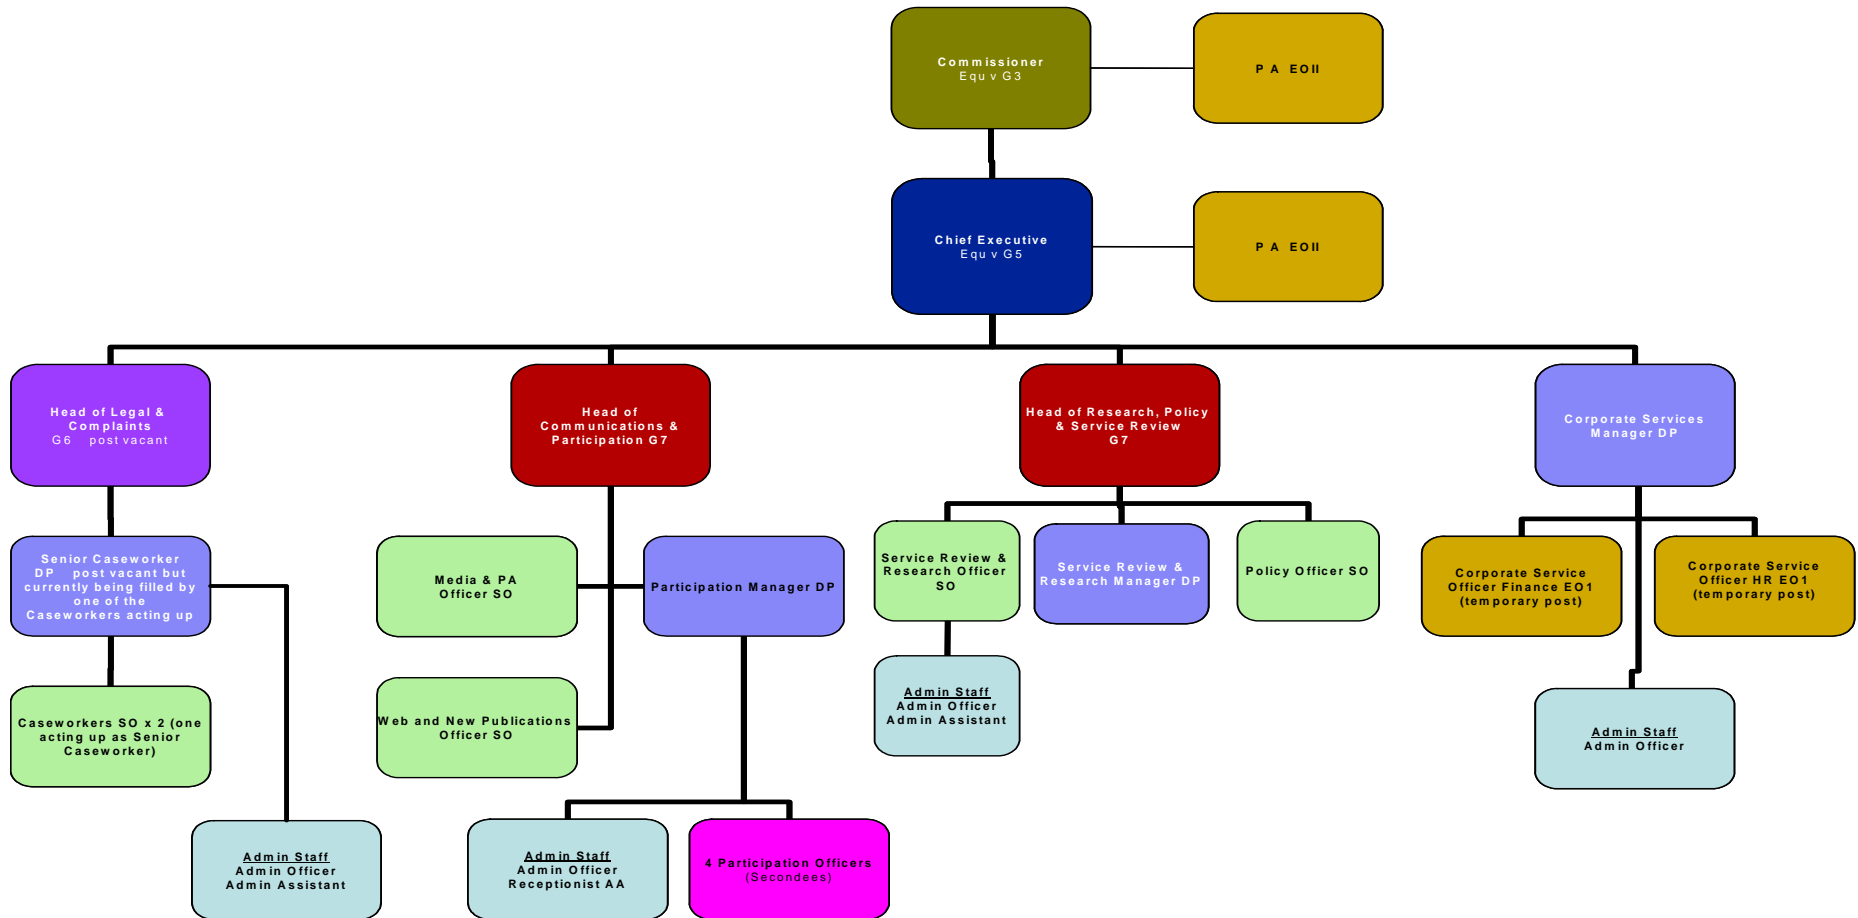 Commissioner
Equ v G3
P A EOII
Chief Executive
Equ v G5
P A EOII
Head of Legal &
Complaints
G6 post vacant
Head of
Communications &
Participation G7
Head of Research, Policy
& Service Review
G7
Corporate Services
Manager DP
Senior Caseworker
DP post vacant but
currently being filled by
one of the
Caseworkers acting up
Media & PA
Officer SO
Participation Manager DP
Service Review &
Research Officer
SO
Service Review &
Research Manager DP
Policy Officer SO
Corporate Service
Officer Finance EO1
(temporary post)
Corporate Service
Officer HR EO1
(temporary post)
Caseworkers SO x 2 (one
acting up as Senior
Caseworker)
Web and New Publications
Officer SO
Admin Staff
Admin Officer
Admin Assistant
Admin Staff
Admin Officer
Admin Staff
Admin Officer
Admin Assistant
Admin Staff
Admin Officer
Receptionist AA
4 Participation Officers
(Secondees)